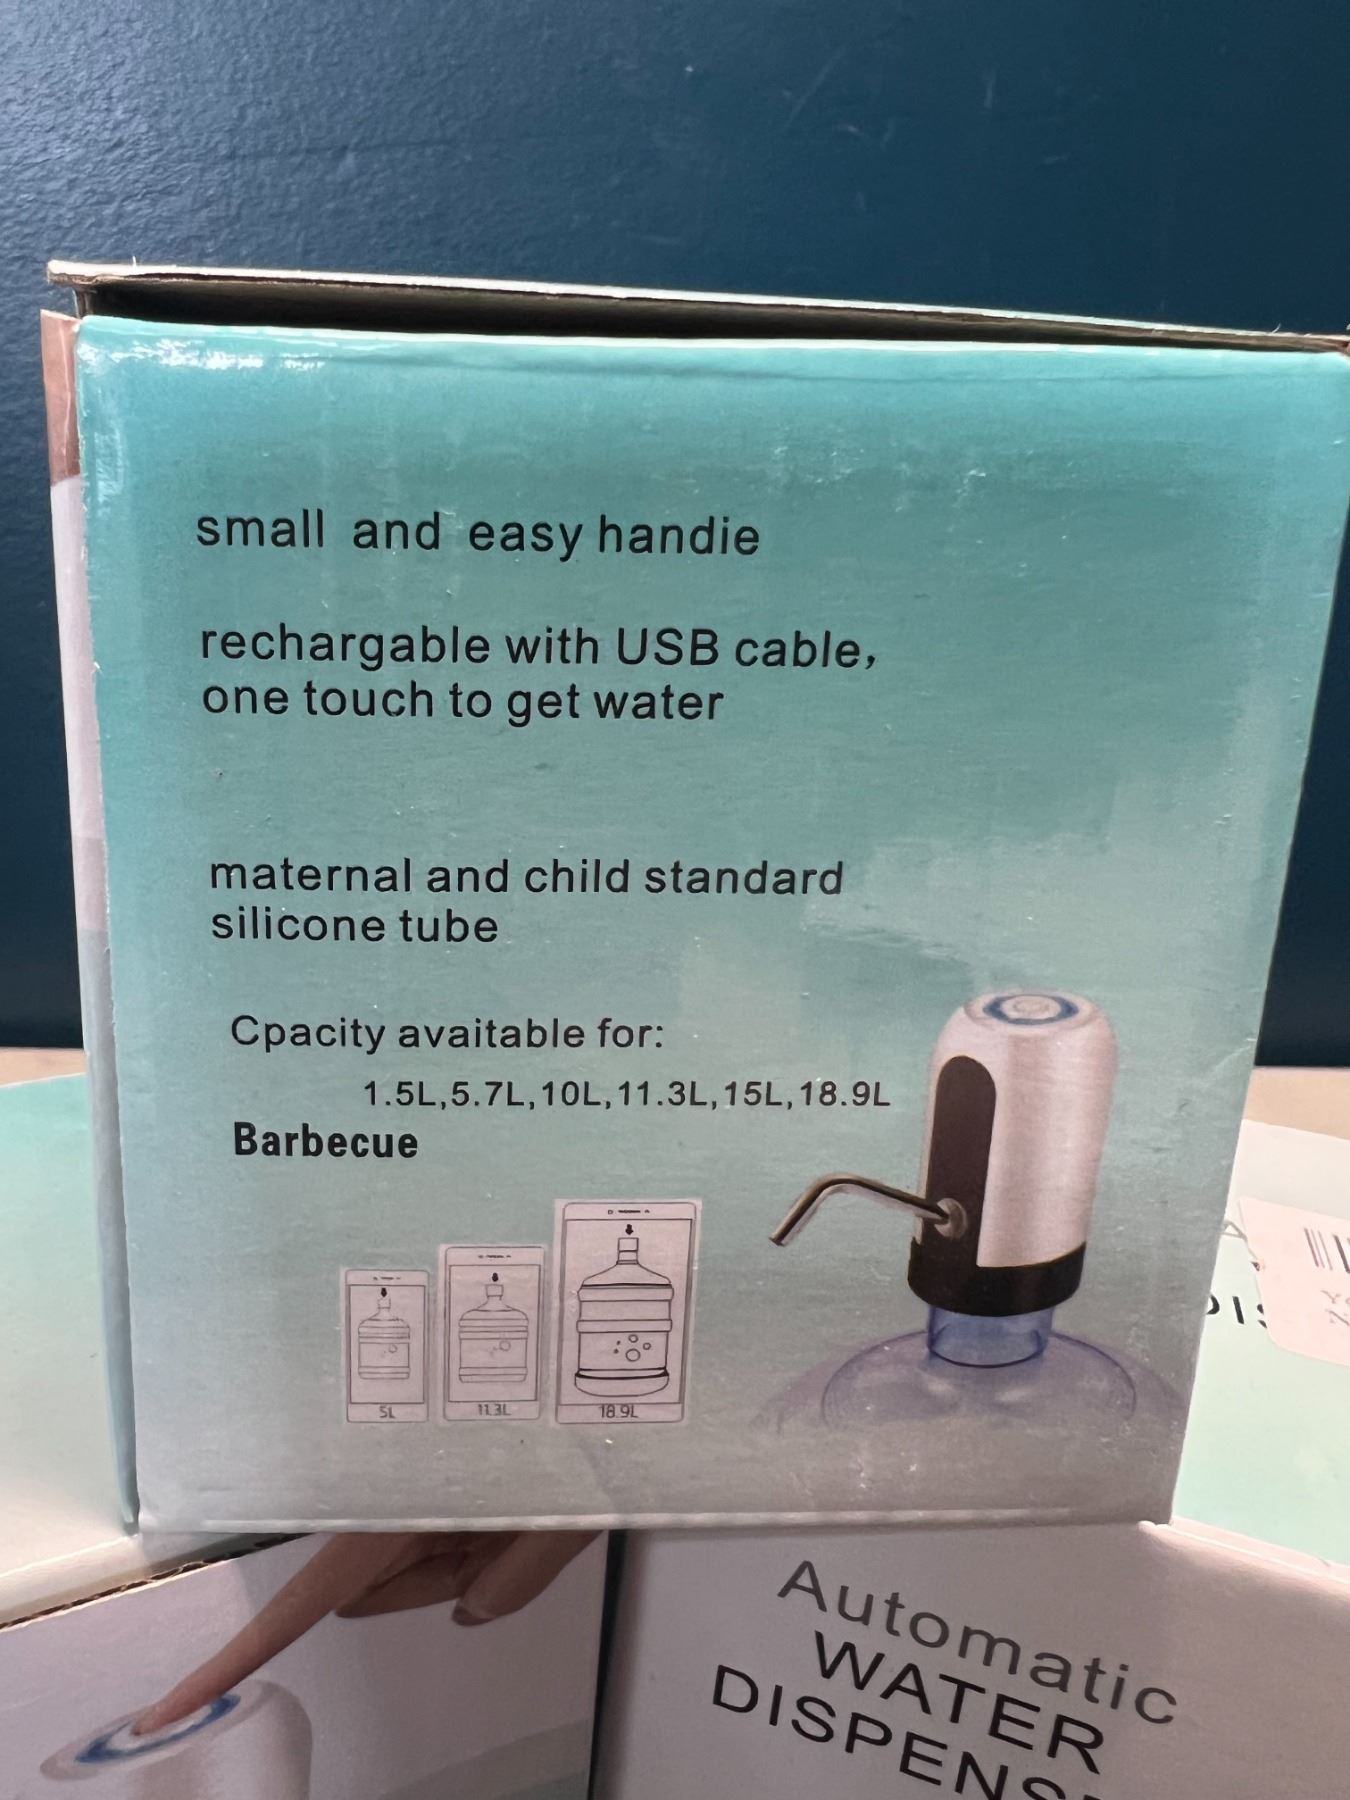 small and easy handie
rechargable with USB cable,
one touch to get water
maternal and child standard
silicone tube
Cpacity avaitable for:
1.5L,5.7L,10L,11.3L,15L,18.9L
Barbecue
5L
11.3L
18.9L
Automatic
WATER